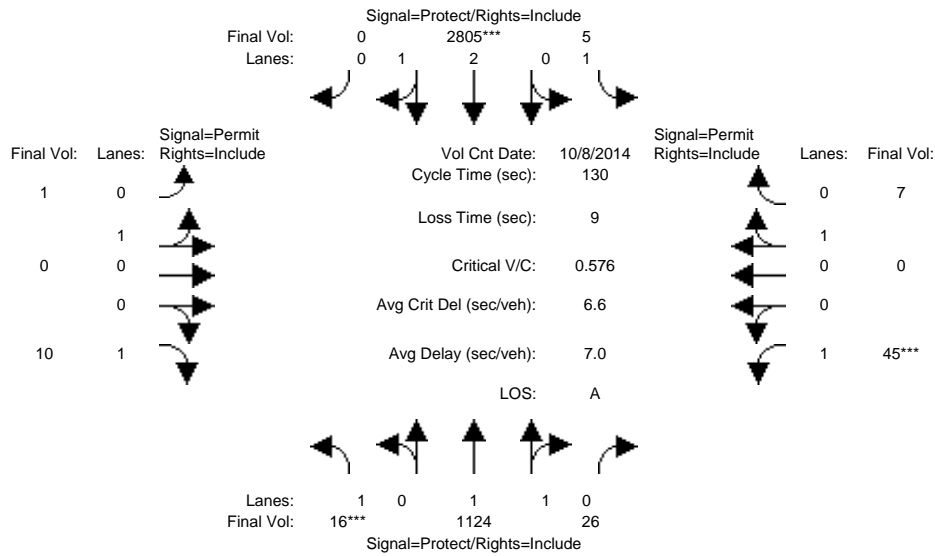 Signal=Protect/Rights=Include
Final Vol: 0 2805*** 5
Lanes: 0 1 2 0 1
Signal=Permit Signal=Permit
Final Vol: Lanes: Rights=Include Vol Cnt Date: 10/8/2014 Rights=Include Lanes: Final Vol:
Cycle Time (sec): 130
1 0 0 7
Loss Time (sec): 9
1 1
0 0 Critical V/C: 0.576 0 0
0 Avg Crit Del (sec/veh): 6.6 0
10 1 Avg Delay (sec/veh): 7.0 1 45***
LOS: A
Lanes: 1 0 1 1 0
Final Vol: 16*** 1124 26
Signal=Protect/Rights=Include